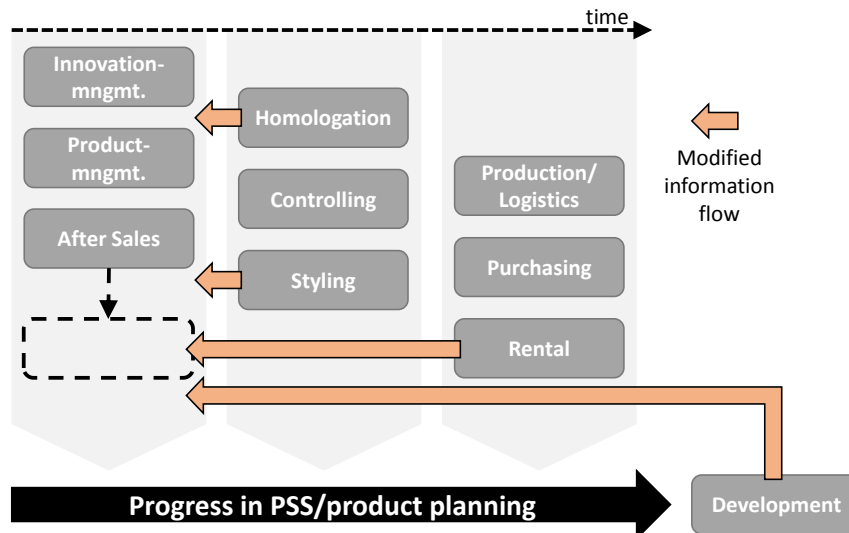 time
Innovation-
mngmt.
Product-
mngmt.
After Sales
Homologation
Controlling
Styling
Production/
Logistics
Purchasing
Rental
Modified
information
flow
Progress in PSS/product planning
Development